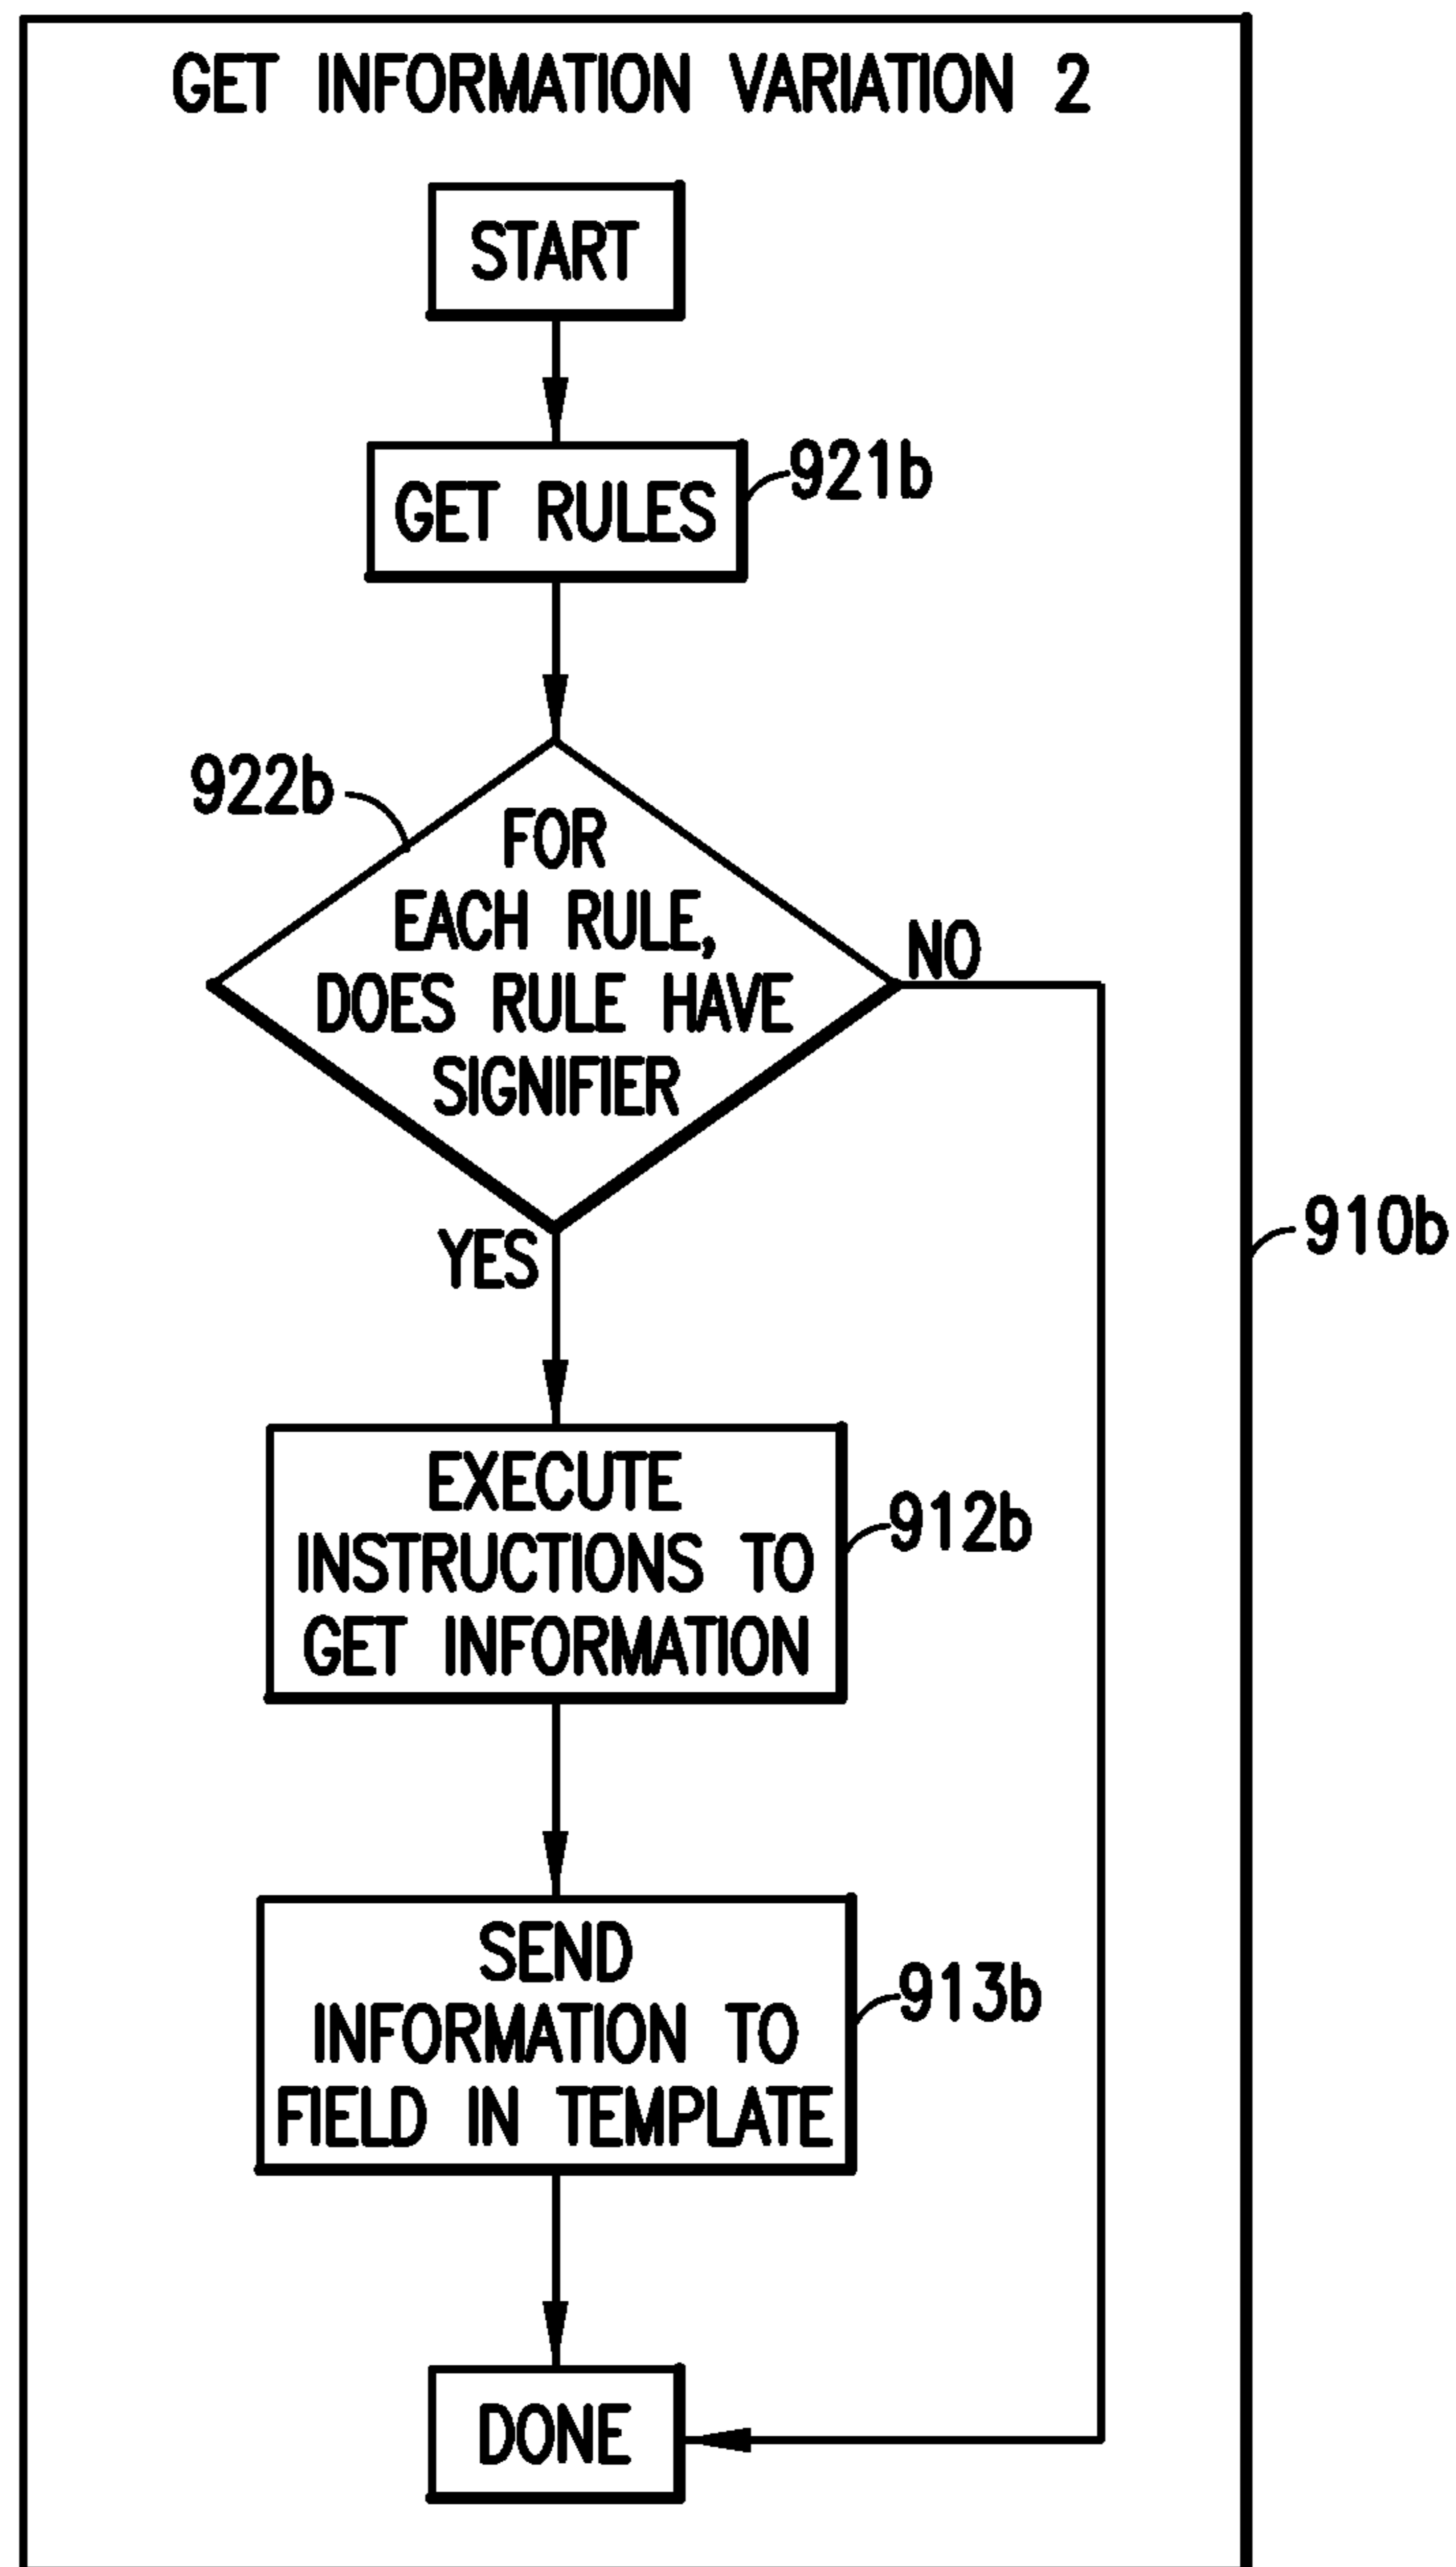 GET INFORMATION VARIATION 2
START
GET RULES
921b
922b
FOR
EACH RULE,
DOES RULE HAVE
SIGNIFIER
NO
YES
910b
EXECUTE
INSTRUCTIONS TO
GET INFORMATION
912b
SEND
INFORMATION TO
FIELD IN TEMPLATE
913b
DONE